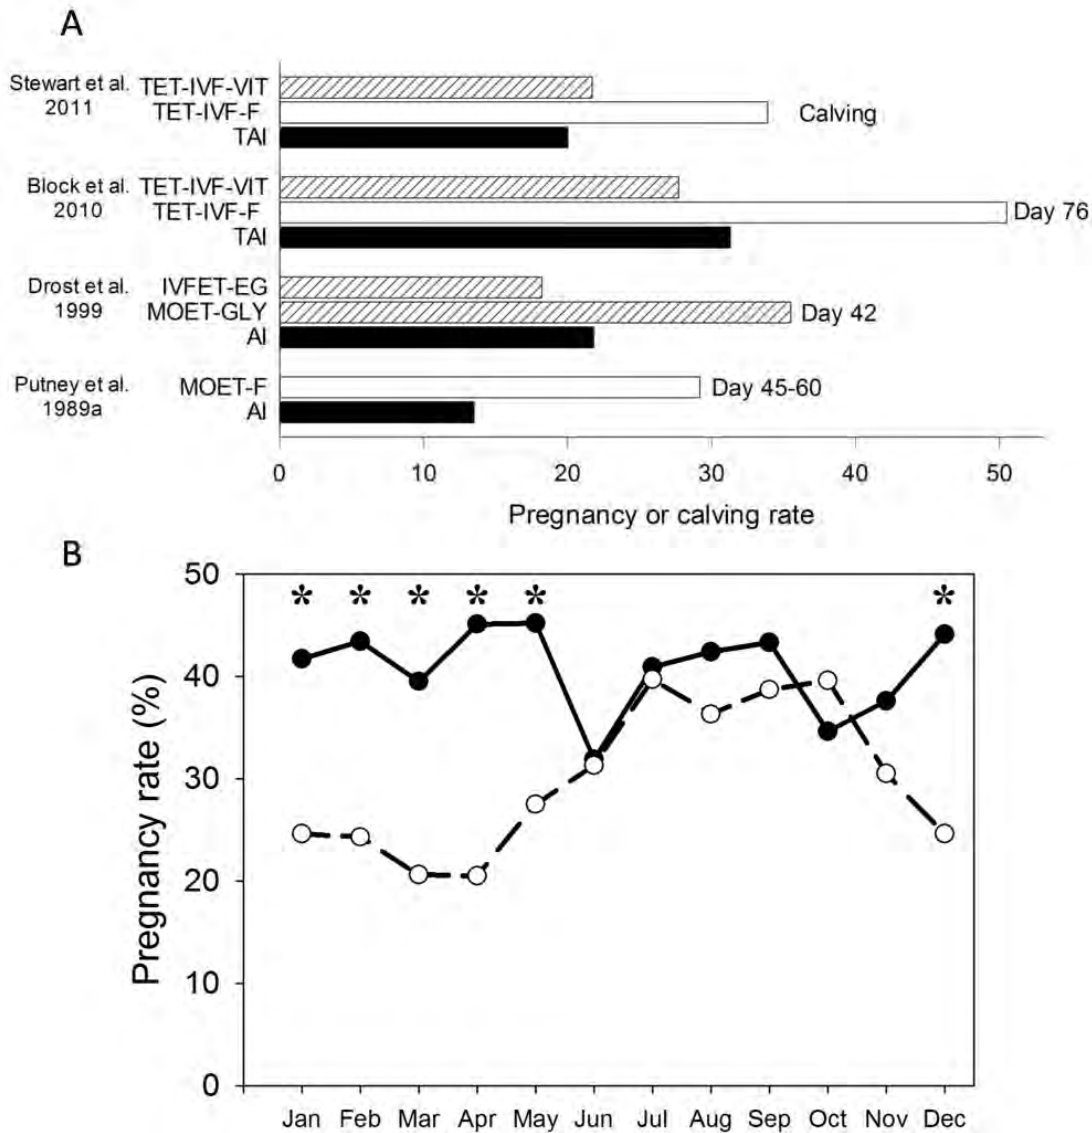 A
Stewart et al.
2011
TET-IVF-VIT
TET-IVF-F
TAI
Calving
Block et al.
2010
TET-IVF-VIT
TET-IVF-F
TAI
Day 76
Drost et al.
1999
IVFET-EG
MOET-GLY
AI
Day 42
Putney et al.
1989a
MOET-F
AI
Day 45-60
0 10 20 30 40 50
Pregnancy or calving rate
B
Pregnancy rate (%)
50
40
30
20
10
0
* * * * * *
Jan Feb Mar Apr May Jun Jul Aug Sep Oct Nov Dec